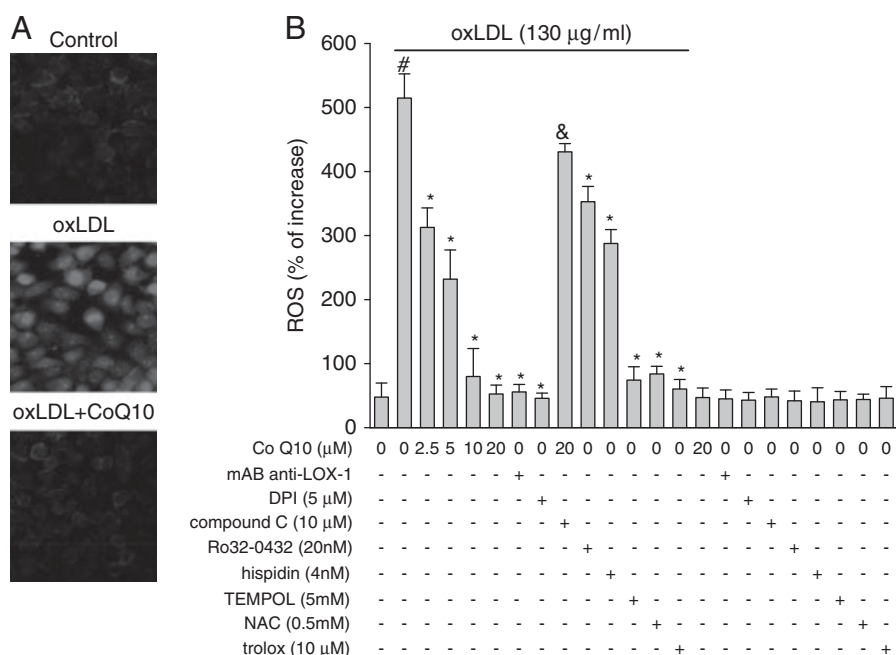 A
Control
oxLDL
oxLDL+CoQ10
B
oxLDL (130 μg/ml)
ROS (% of increase)
600
500
400
300
200
100
0
#
*
*
*
*
*
*
&
*
*
*
*
*
Co Q10 (μM) 0 0 2.5 5 10 20 0 0 20 0 0 0 0 0 20 0 0 0 0 0 0 0 0
mAB anti-LOX-1 - - - - - - + - - - - - - - - + - - - - - - -
DPI (5 μM) - - - - - - - + - - - - - - - - + - - - - - -
compound C (10 μM) - - - - - - - - + - - - - - - - - + - - - - -
Ro32-0432 (20nM) - - - - - - - - - + - - - - - - - - + - - - -
hispidin (4nM) - - - - - - - - - - + - - - - - - - - + - - -
TEMPOL (5mM) - - - - - - - - - - - + - - - - - - - - + - -
NAC (0.5mM) - - - - - - - - - - - - + - - - - - - - - + -
trolox (10 μM) - - - - - - - - - - - - - + - - - - - - - - +